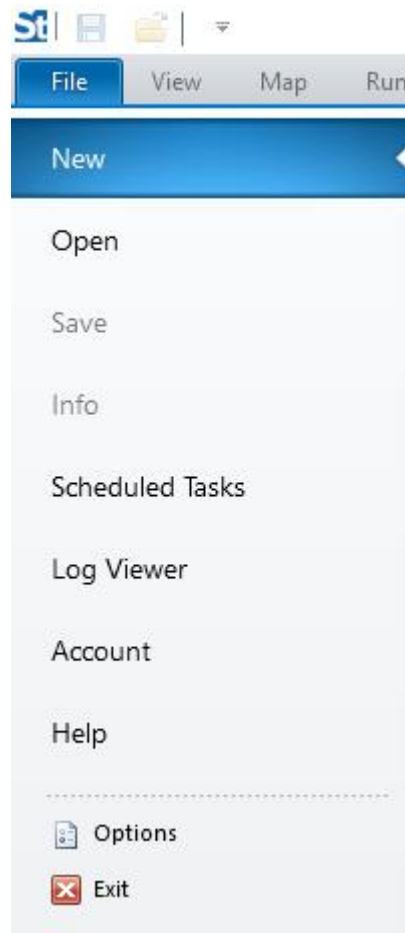 St
File View Map Run
New
Open
Save
Info
Scheduled Tasks
Log Viewer
Account
Help
Options
Exit